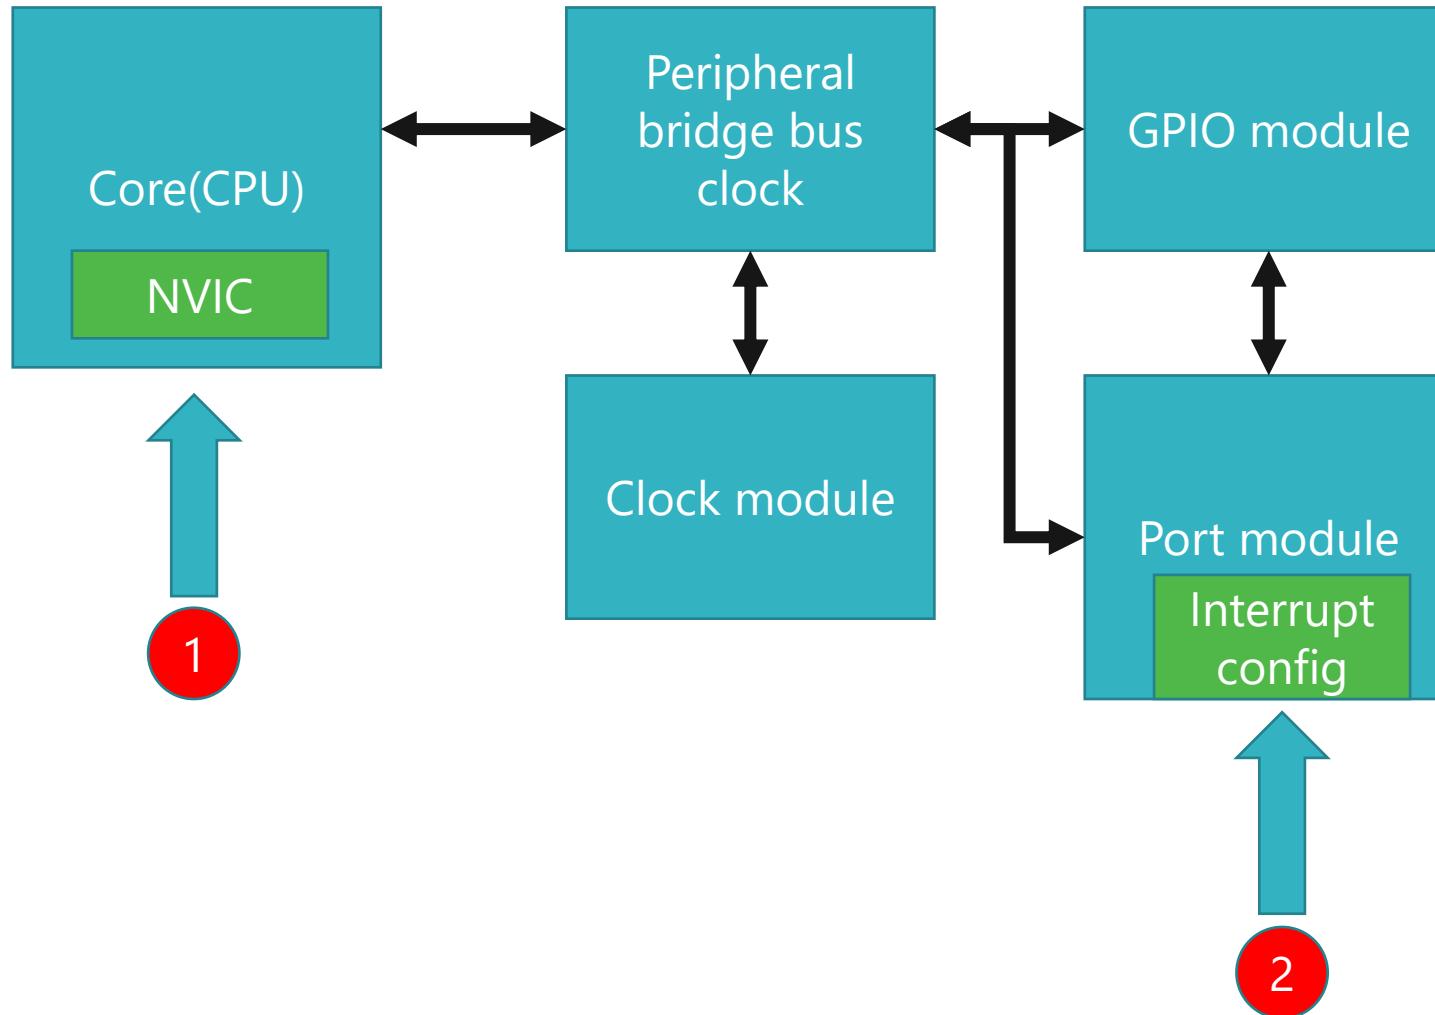 Peripheral
bridge bus
clock
GPIO module
Core(CPU)
NVIC
Clock module
Port module
Interrupt
config
1
2